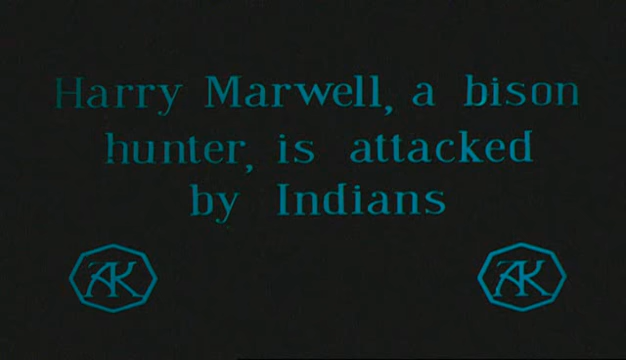 Harry Marwell, a bison
hunter, is attacked
by Indians
AK AK